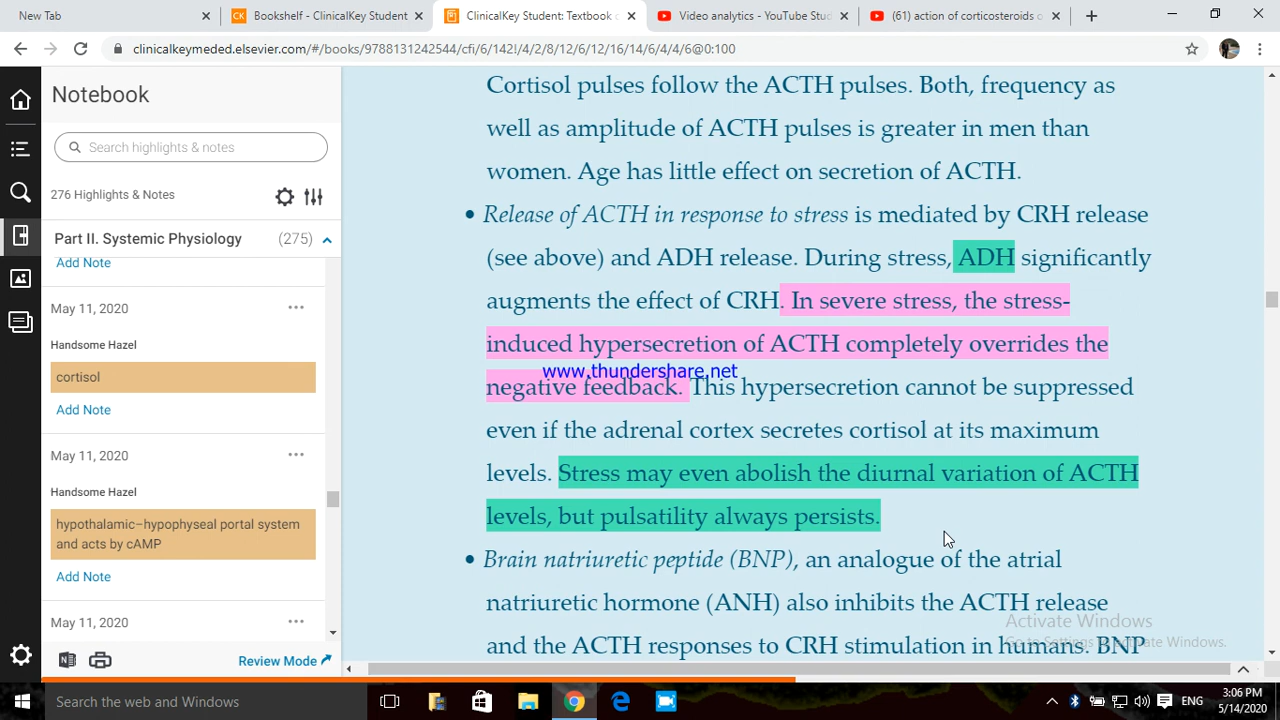 New Tab
Bookshelf - ClinicalKey Student
ClinicalKey Student: Textbook
Video analytics - YouTube Stud
(61) action of corticosteroids o
clinicalkeymeded.elsevier.com/#/books/9788131242544/cfi/6/142!/4/2/8/12/6/12/16/14/6/4/4/6@0:100
Notebook
Search highlights & notes
276 Highlights & Notes
Part II. Systemic Physiology (275)
Add Note
May 11, 2020
Handsome Hazel
cortisol
Add Note
May 11, 2020
Handsome Hazel
hypothalamic–hypophyseal portal system
and acts by cAMP
Add Note
May 11, 2020
Review Mode
Cortisol pulses follow the ACTH pulses. Both, frequency as
well as amplitude of ACTH pulses is greater in men than
women. Age has little effect on secretion of ACTH.
• Release of ACTH in response to stress is mediated by CRH release
(see above) and ADH release. During stress, ADH significantly
augments the effect of CRH. In severe stress, the stress-
induced hypersecretion of ACTH completely overrides the
www.thundershare.net
negative feedback. This hypersecretion cannot be suppressed
even if the adrenal cortex secretes cortisol at its maximum
levels. Stress may even abolish the diurnal variation of ACTH
levels, but pulsatility always persists.
• Brain natriuretic peptide (BNP), an analogue of the atrial
natriuretic hormone (ANH) also inhibits the ACTH release
and the ACTH responses to CRH stimulation in humans. BNP
Activate Windows
Go to Settings to activate Windows.
Search the web and Windows
ENG
3:06 PM
5/14/2020